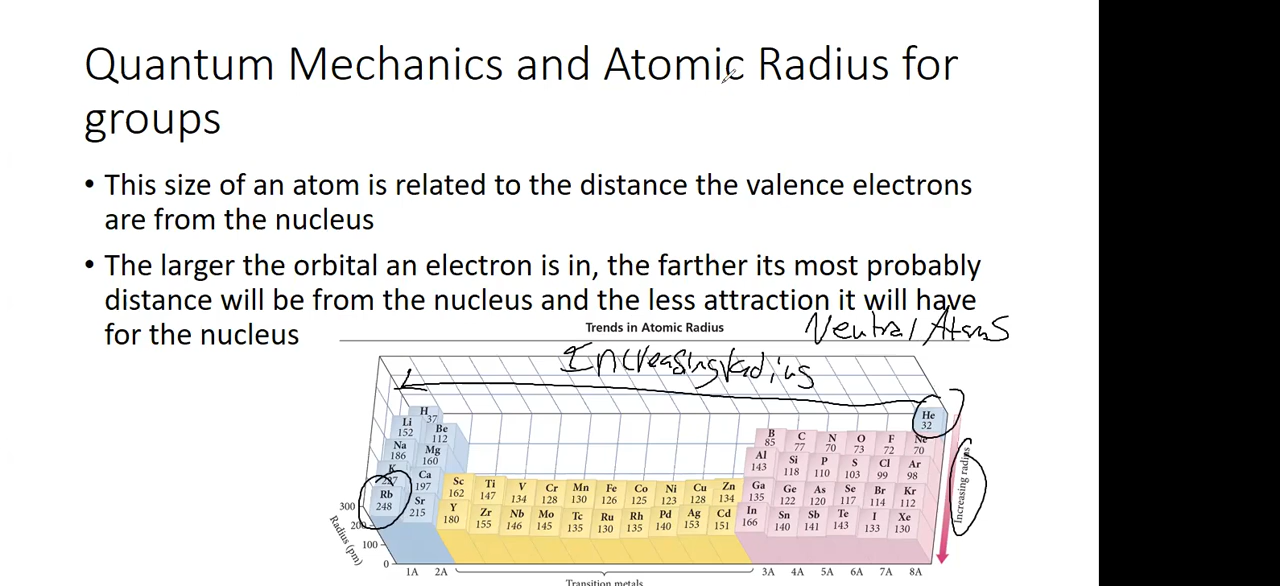 Quantum Mechanics and Atomic Radius for
groups
• This size of an atom is related to the distance the valence electrons
are from the nucleus
• The larger the orbital an electron is in, the farther its most probably
distance will be from the nucleus and the less attraction it will have
for the nucleus
Trends in Atomic Radius
Neutral Atoms
Increasing radius
H
37
He
32
Li
152
Be
112
B
85
C
77
N
70
O
73
F
72
Ne
70
Na
186
Mg
160
Al
143
Si
118
P
110
S
103
Cl
99
Ar
98
K
227
Ca
197
Sc
162
Ti
147
V
134
Cr
128
Mn
130
Fe
126
Co
125
Ni
123
Cu
128
Zn
134
Ga
135
Ge
122
As
120
Se
117
Br
114
Kr
112
Rb
248
Sr
215
Y
180
Zr
155
Nb
146
Mo
145
Tc
135
Ru
130
Rh
135
Pd
140
Ag
153
Cd
151
In
166
Sn
140
Sb
141
Te
143
I
133
Xe
130
Increasing radius
300
200
100
0
Radius (pm)
1A 2A 3A 4A 5A 6A 7A 8A
Transition metals